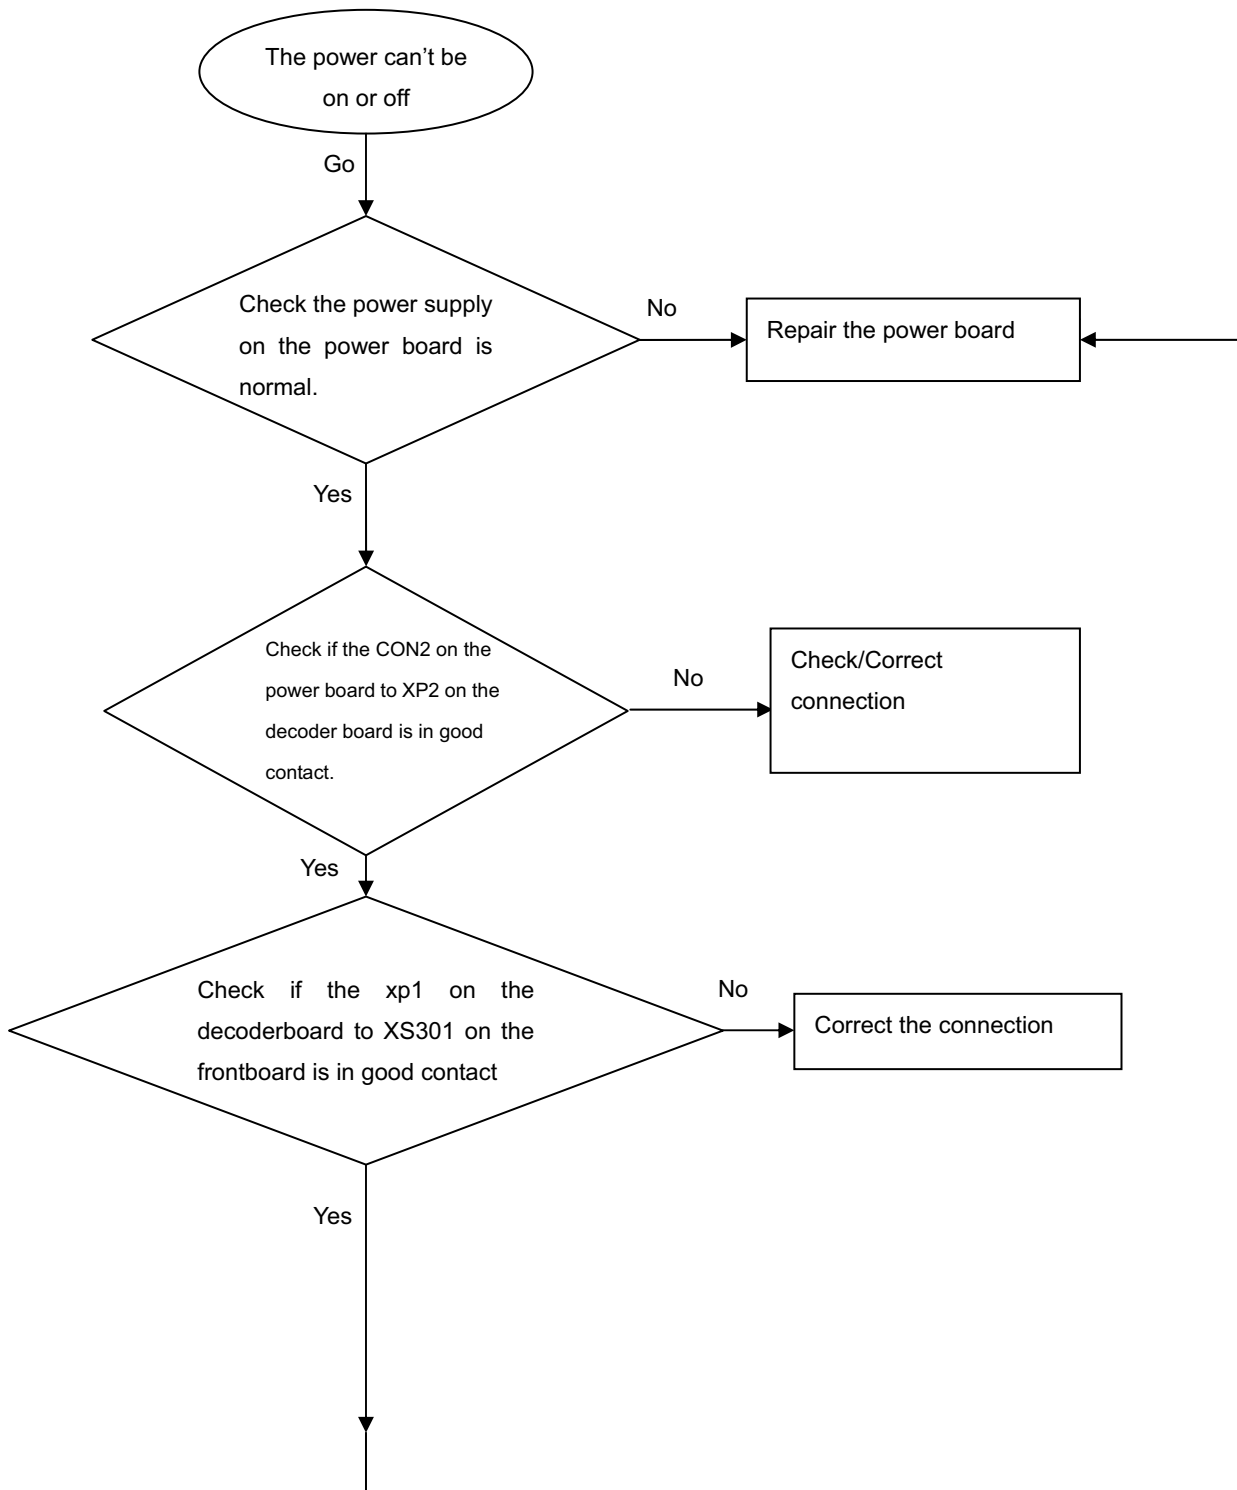 The power can't be
on or off
Go
Check the power supply
on the power board is
normal.
No
Repair the power board
Yes
Check if the CON2 on the
power board to XP2 on the
decoder board is in good
contact.
No
Check/Correct
connection
Yes
Check if the xp1 on the
decoderboard to XS301 on the
frontboard is in good contact
No
Correct the connection
Yes